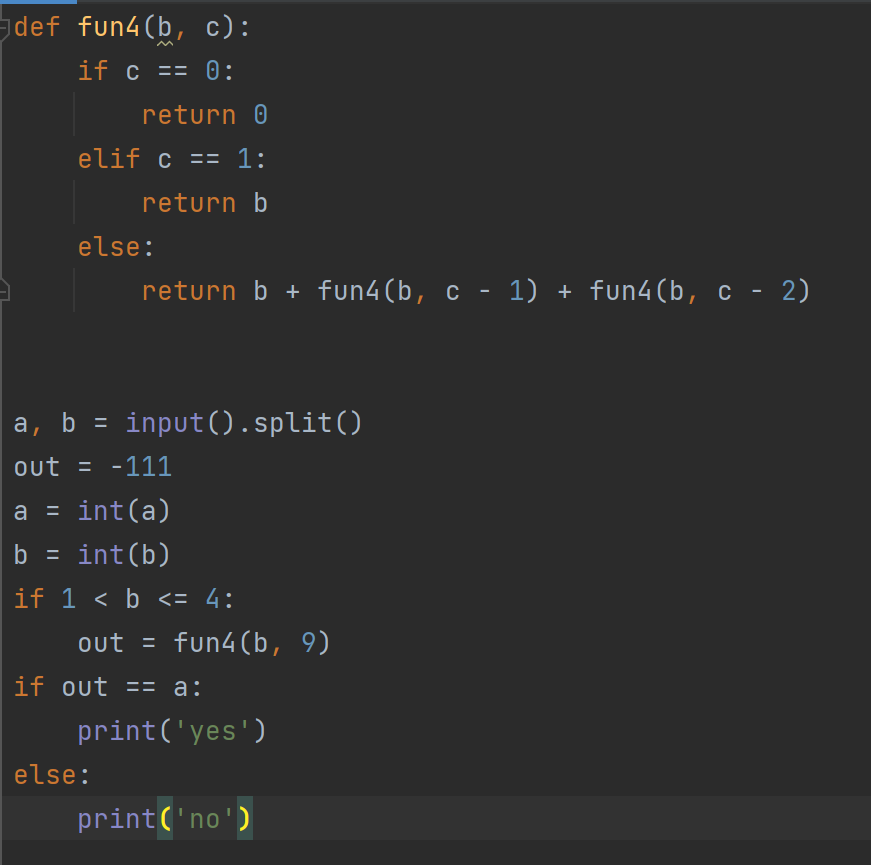 def fun4(b, c):
    if c == 0:
        return 0
    elif c == 1:
        return b
    else:
        return b + fun4(b, c - 1) + fun4(b, c - 2)
a, b = input().split()
out = -111
a = int(a)
b = int(b)
if 1 < b <= 4:
    out = fun4(b, 9)
if out == a:
    print('yes')
else:
    print('no')